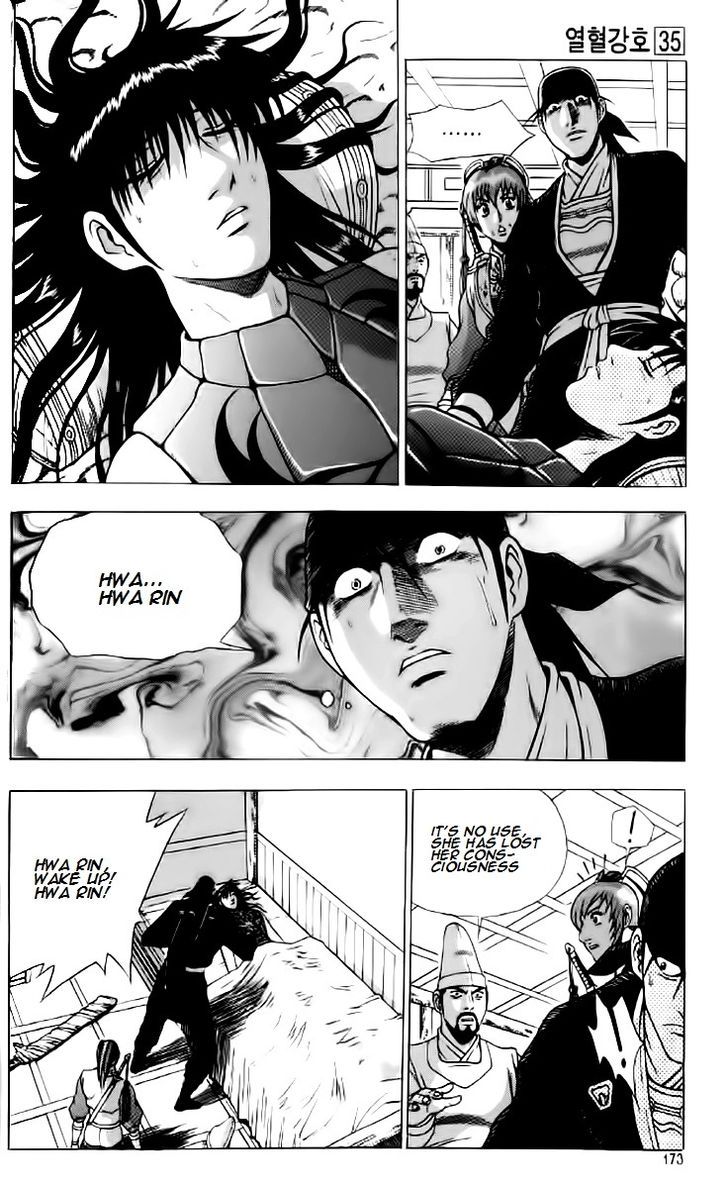 열혈강호 35
......
HWA...
HWA RIN
HWA RIN,
WAKE UP!
HWA RIN!
IT'S NO USE,
SHE HAS LOST
HER CONS-
CIOUSNESS
!
173